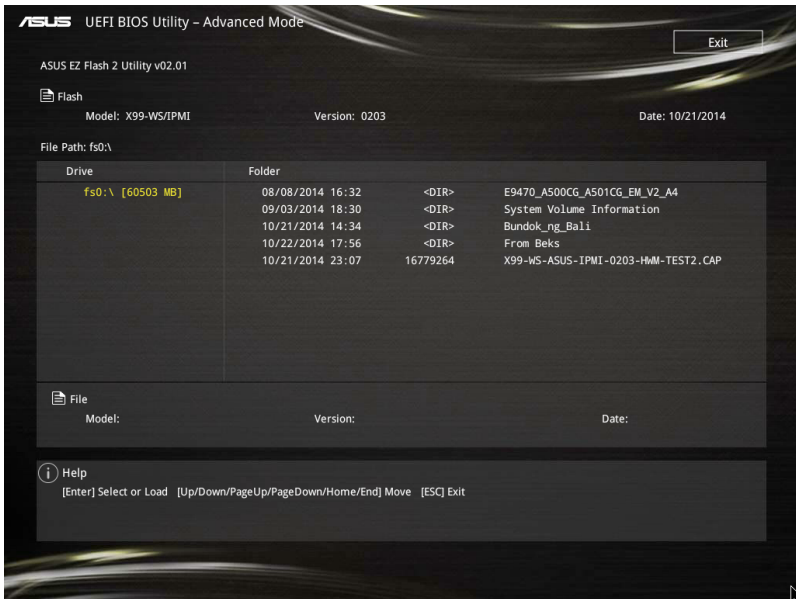 ASUS UEFI BIOS Utility – Advanced Mode
Exit
ASUS EZ Flash 2 Utility v02.01
Flash
Model: X99-WS/IPMI Version: 0203 Date: 10/21/2014
File Path: fs0:\
Drive Folder
fs0:\ [60503 MB] 08/08/2014 16:32 <DIR> E9470_A500CG_A501CG_EM_V2_A4
09/03/2014 18:30 <DIR> System Volume Information
10/21/2014 14:34 <DIR> Bundok_ng_Bali
10/22/2014 17:56 <DIR> From Beks
10/21/2014 23:07 16779264 X99-WS-ASUS-IPMI-0203-HWM-TEST2.CAP
File
Model: Version: Date:
Help
[Enter] Select or Load [Up/Down/PageUp/PageDown/Home/End] Move [ESC] Exit